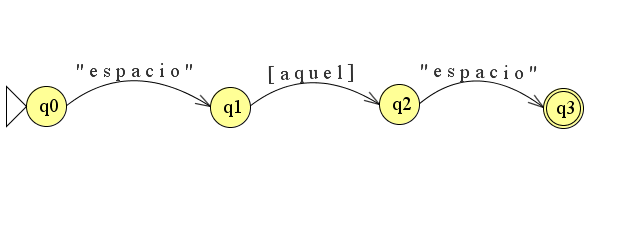 "espacio" [aquel] "espacio"
q0 q1 q2 q3